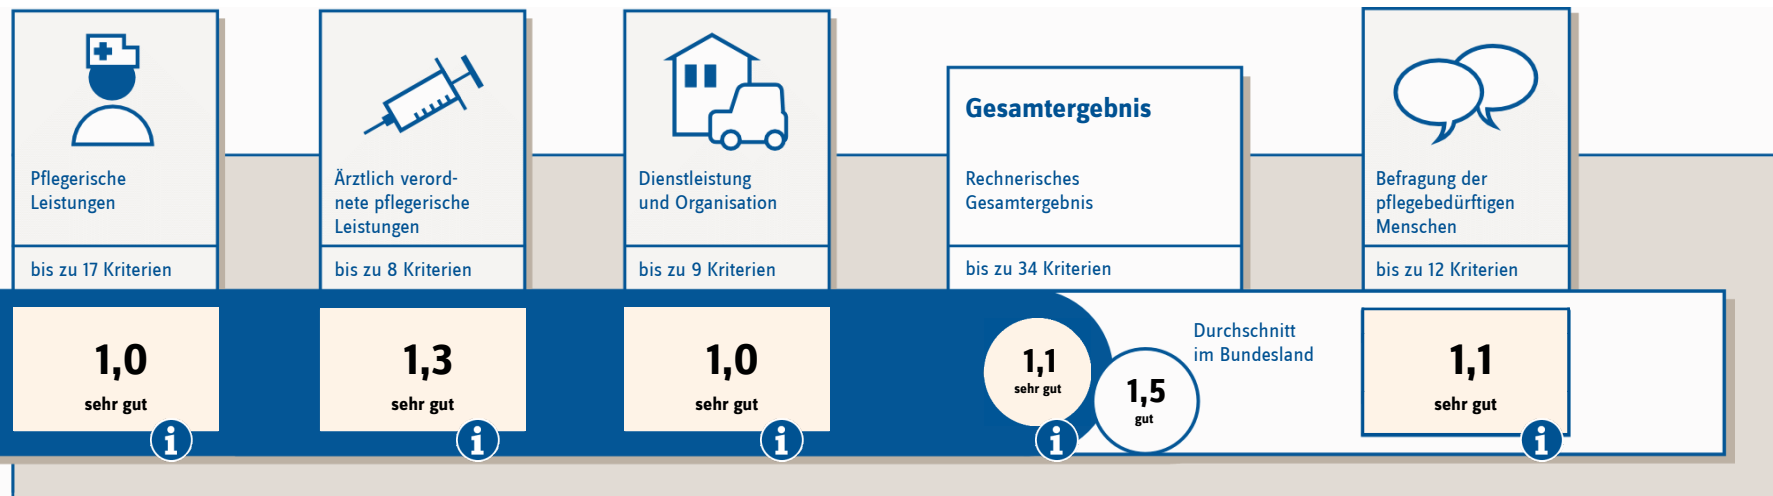 Pflegerische
Leistungen
bis zu 17 Kriterien
1,0
sehr gut
i
Ärztlich verord-
nete pflegerische
Leistungen
bis zu 8 Kriterien
1,3
sehr gut
i
Dienstleistung
und Organisation
bis zu 9 Kriterien
1,0
sehr gut
i
Gesamtergebnis
Rechnerisches
Gesamtergebnis
bis zu 34 Kriterien
1,1
sehr gut
i
1,5
gut
Durchschnitt
im Bundesland
Befragung der
pflegebedürftigen
Menschen
bis zu 12 Kriterien
1,1
sehr gut
i